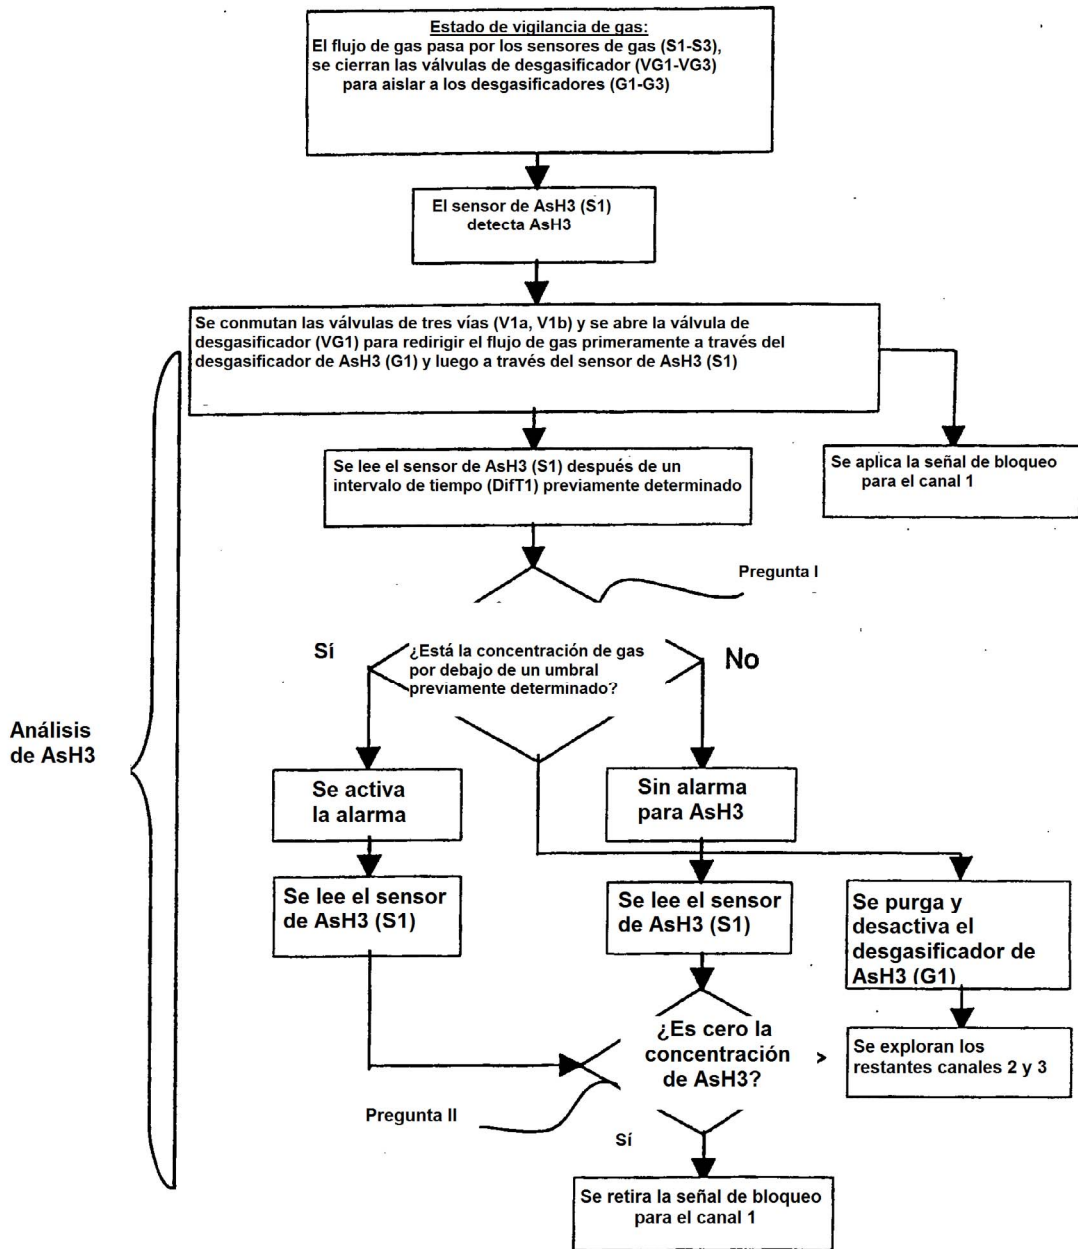 Estado de vigilancia de gas:
El flujo de gas pasa por los sensores de gas (S1-S3),
se cierran las válvulas de desgasificador (VG1-VG3)
para aislar a los desgasificadores (G1-G3)
El sensor de AsH3 (S1)
detecta AsH3
Se conmutan las válvulas de tres vías (V1a, V1b) y se abre la válvula de
desgasificador (VG1) para redirigir el flujo de gas primeramente a través del
desgasificador de AsH3 (G1) y luego a través del sensor de AsH3 (S1)
Se lee el sensor de AsH3 (S1) después de un
intervalo de tiempo (DifT1) previamente determinado
Se aplica la señal de bloqueo
para el canal 1
Pregunta I
Sí
¿Está la concentración de gas
por debajo de un umbral
previamente determinado?
No
Análisis
de AsH3
Se activa
la alarma
Sin alarma
para AsH3
Se lee el sensor
de AsH3 (S1)
Se lee el sensor
de AsH3 (S1)
Se purga y
desactiva el
desgasificador de
AsH3 (G1)
¿Es cero la
concentración
de AsH3?
Se exploran los
restantes canales 2 y 3
Pregunta II
Sí
Se retira la señal de bloqueo
para el canal 1